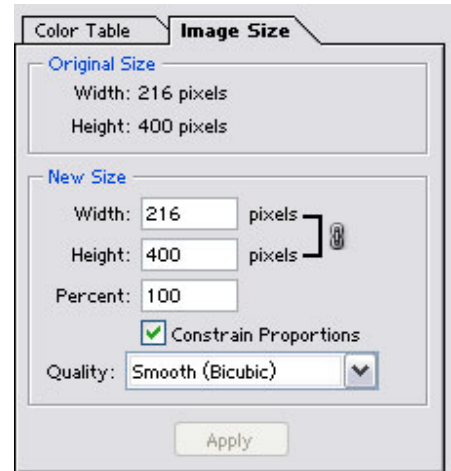 Color Table Image Size
Original Size
Width: 216 pixels
Height: 400 pixels
New Size
Width: 216 pixels
Height: 400 pixels
Percent: 100
Constrain Proportions
Quality: Smooth (Bicubic)
Apply